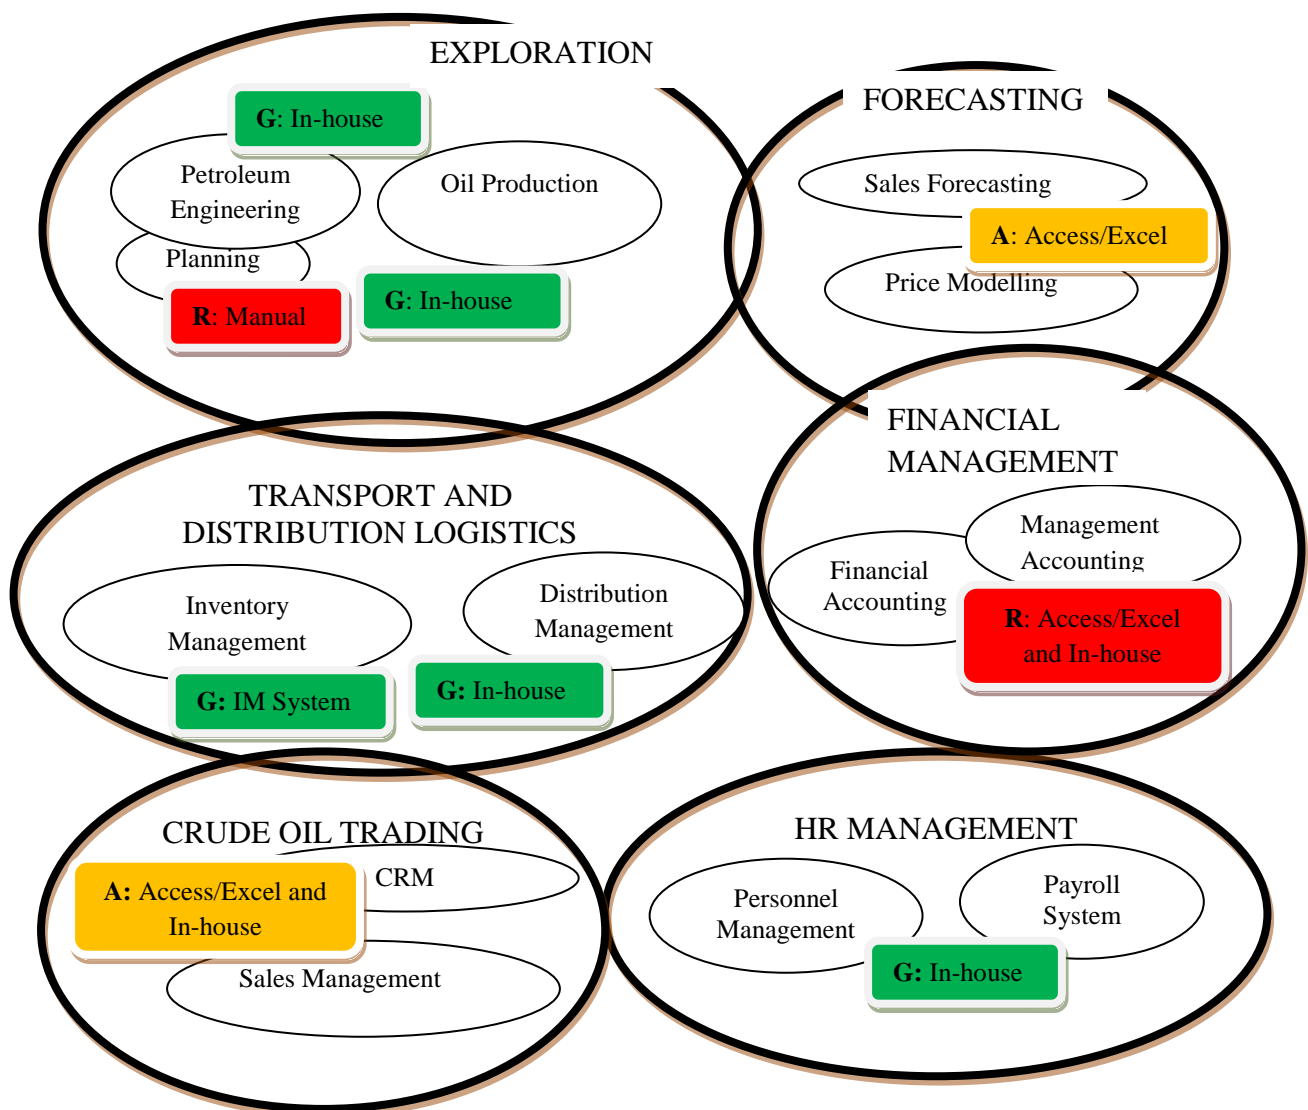 EXPLORATION
G: In-house
Petroleum
Engineering
Oil Production
Planning
R: Manual
G: In-house
FORECASTING
Sales Forecasting
A: Access/Excel
Price Modelling
FINANCIAL
MANAGEMENT
Management
Accounting
Financial
Accounting
R: Access/Excel
and In-house
TRANSPORT AND
DISTRIBUTION LOGISTICS
Inventory
Management
Distribution
Management
G: IM System
G: In-house
CRUDE OIL TRADING
CRM
A: Access/Excel and
In-house
Sales Management
HR MANAGEMENT
Personnel
Management
Payroll
System
G: In-house